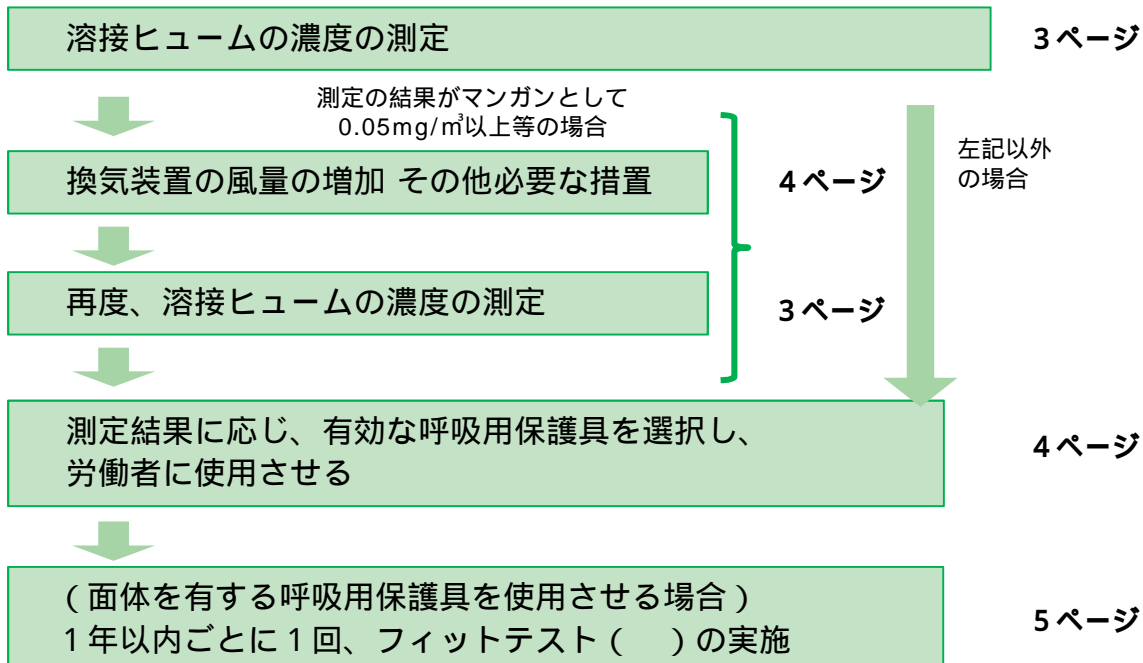 溶接ヒュームの濃度の測定
3ページ
測定の結果がマンガンとして
0.05mg/㎥以上等の場合
左記以外
の場合
換気装置の風量の増加 その他必要な措置
4ページ
再度、溶接ヒュームの濃度の測定
3ページ
測定結果に応じ、有効な呼吸用保護具を選択し、
労働者に使用させる
4ページ
(面体を有する呼吸用保護具を使用させる場合)
1年以内ごとに1回、フィットテスト(　)の実施
5ページ